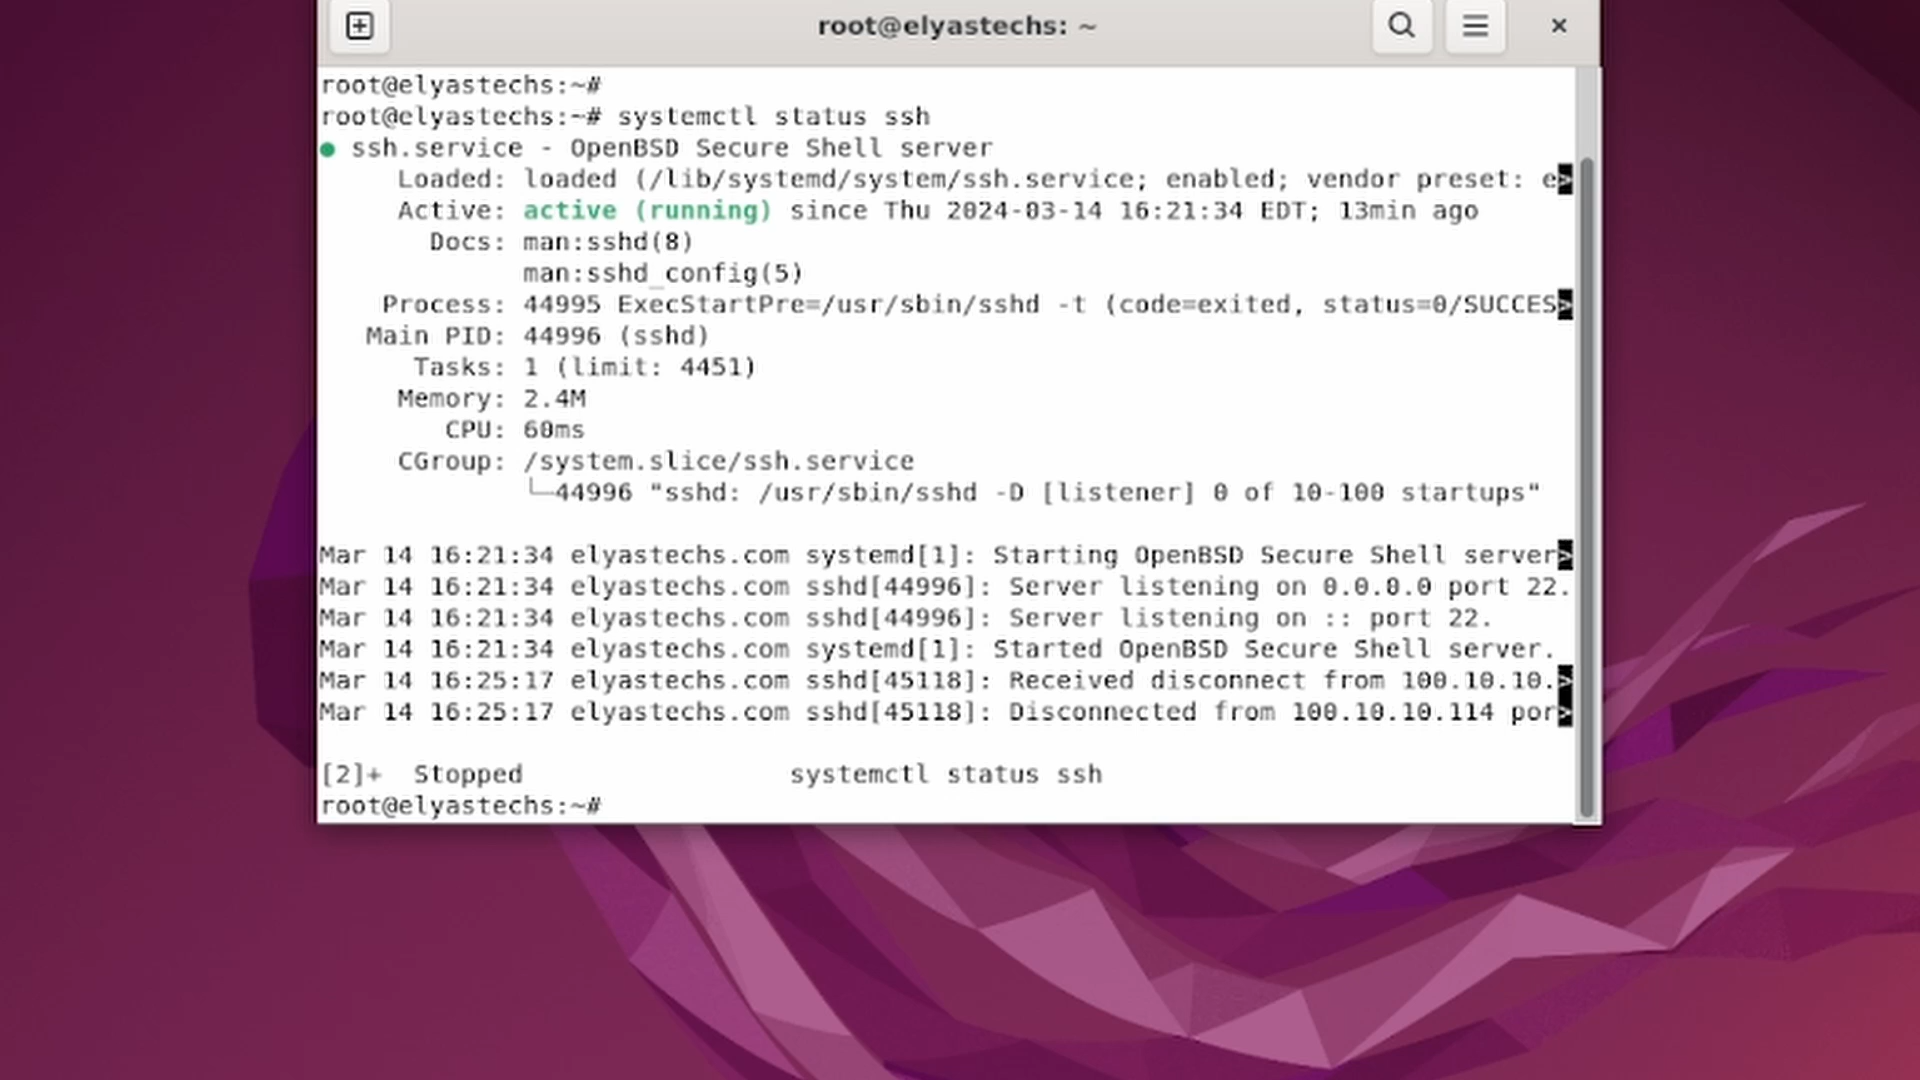 root@elyastechs: ~
root@elyastechs:~#
root@elyastechs:~# systemctl status ssh
● ssh.service - OpenBSD Secure Shell server
Loaded: loaded (/lib/systemd/system/ssh.service; enabled; vendor preset: e>
Active: active (running) since Thu 2024-03-14 16:21:34 EDT; 13min ago
Docs: man:sshd(8)
man:sshd_config(5)
Process: 44995 ExecStartPre=/usr/sbin/sshd -t (code=exited, status=0/SUCCES>
Main PID: 44996 (sshd)
Tasks: 1 (limit: 4451)
Memory: 2.4M
CPU: 60ms
CGroup: /system.slice/ssh.service
└─44996 "sshd: /usr/sbin/sshd -D [listener] 0 of 10-100 startups"
Mar 14 16:21:34 elyastechs.com systemd[1]: Starting OpenBSD Secure Shell server>
Mar 14 16:21:34 elyastechs.com sshd[44996]: Server listening on 0.0.0.0 port 22.
Mar 14 16:21:34 elyastechs.com sshd[44996]: Server listening on :: port 22.
Mar 14 16:21:34 elyastechs.com systemd[1]: Started OpenBSD Secure Shell server.
Mar 14 16:25:17 elyastechs.com sshd[45118]: Received disconnect from 100.10.10.>
Mar 14 16:25:17 elyastechs.com sshd[45118]: Disconnected from 100.10.10.114 por>
[2]+ Stopped systemctl status ssh
root@elyastechs:~#